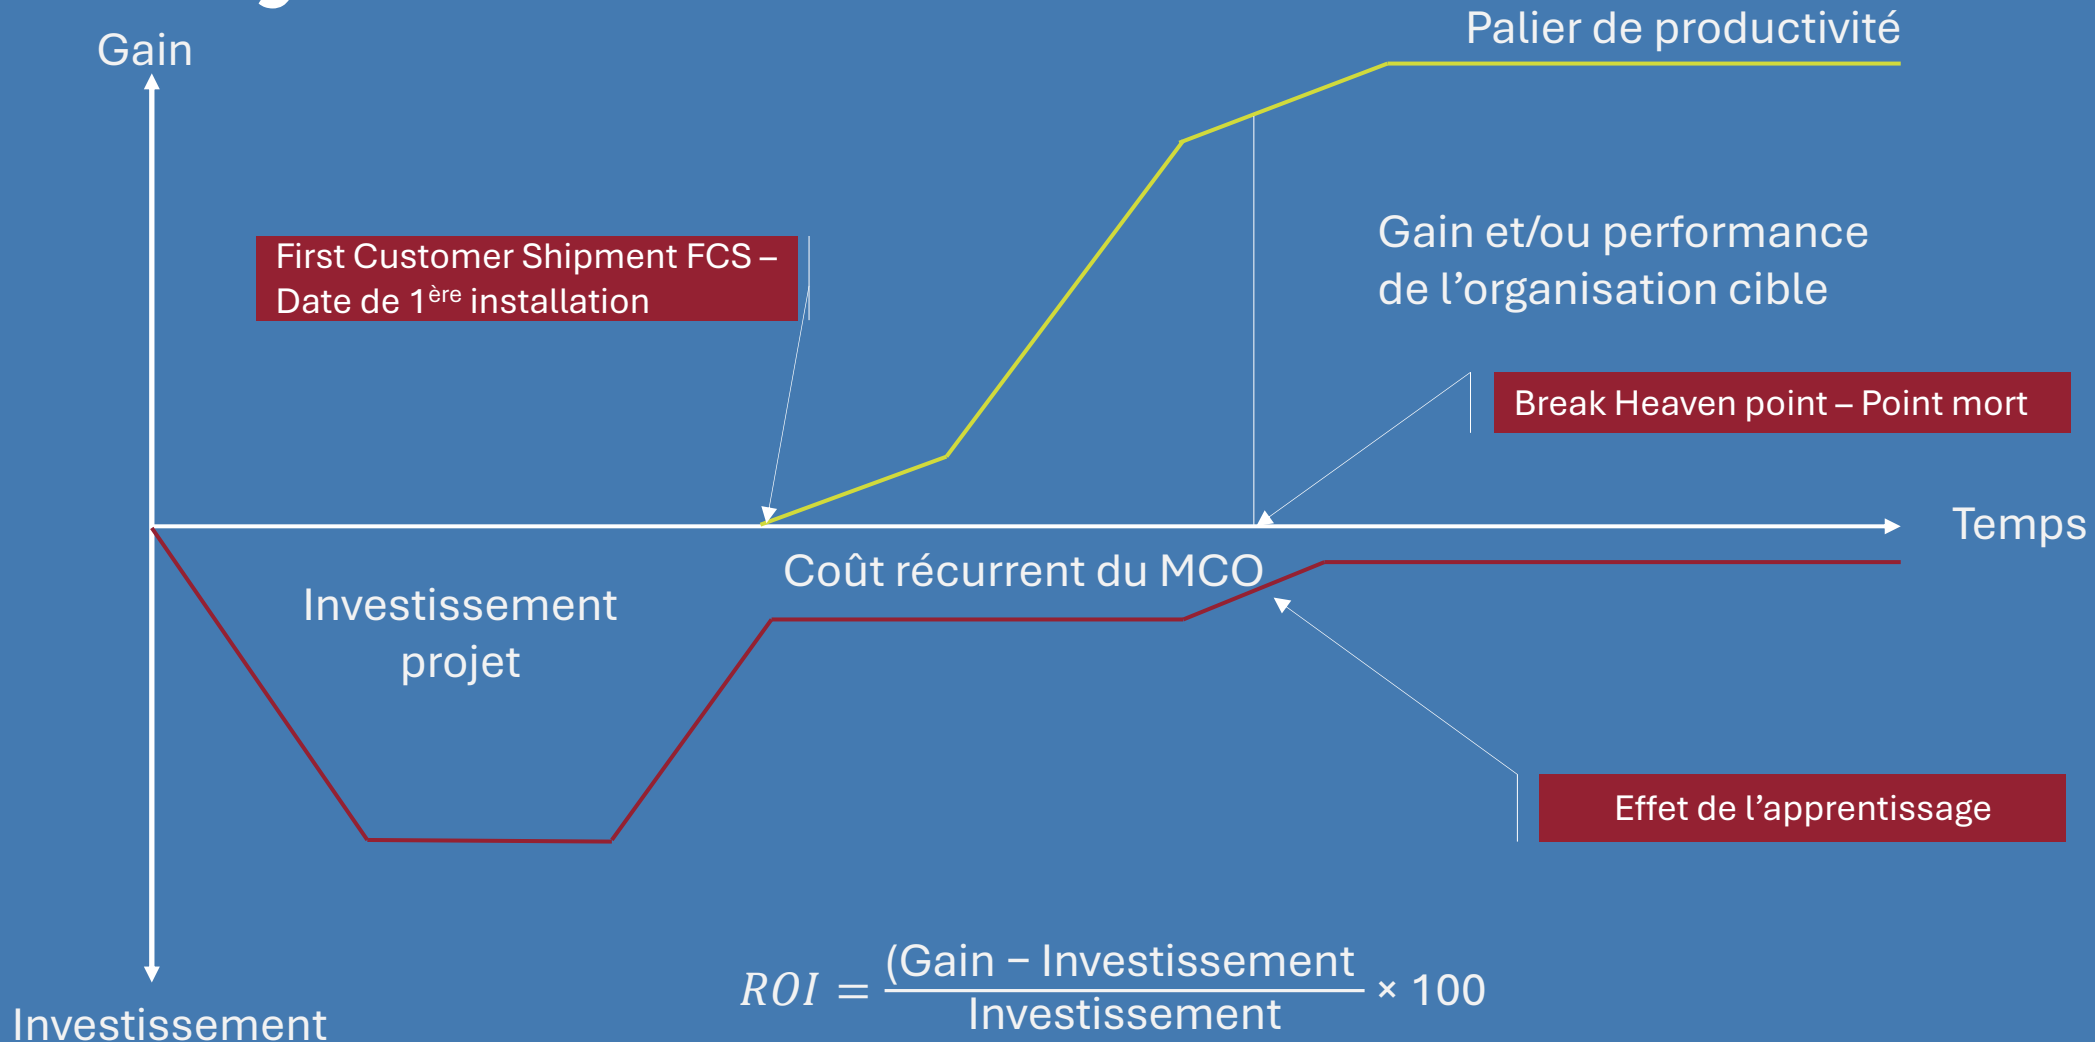 Palier de productivité
Gain
First Customer Shipment FCS –
Date de 1ère installation
Gain et/ou performance
de l’organisation cible
Break Heaven point – Point mort
Temps
Coût récurrent du MCO
Investissement
projet
Effet de l’apprentissage
ROI = (Gain − Investissement / Investissement × 100
Investissement